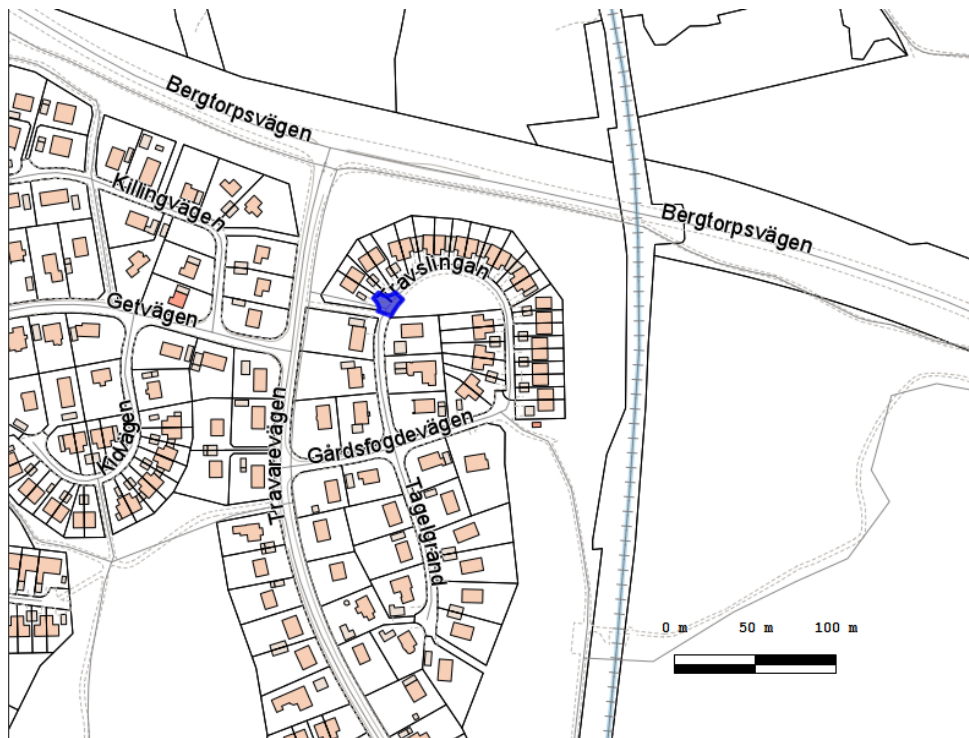 Bergtorpsvägen
Killingvägen
Bergtorpsvägen
Travslingan
Getvägen
Kidvägen
Travarevägen
Gårdsfogdevägen
Tagelgränd
0 m 50 m 100 m